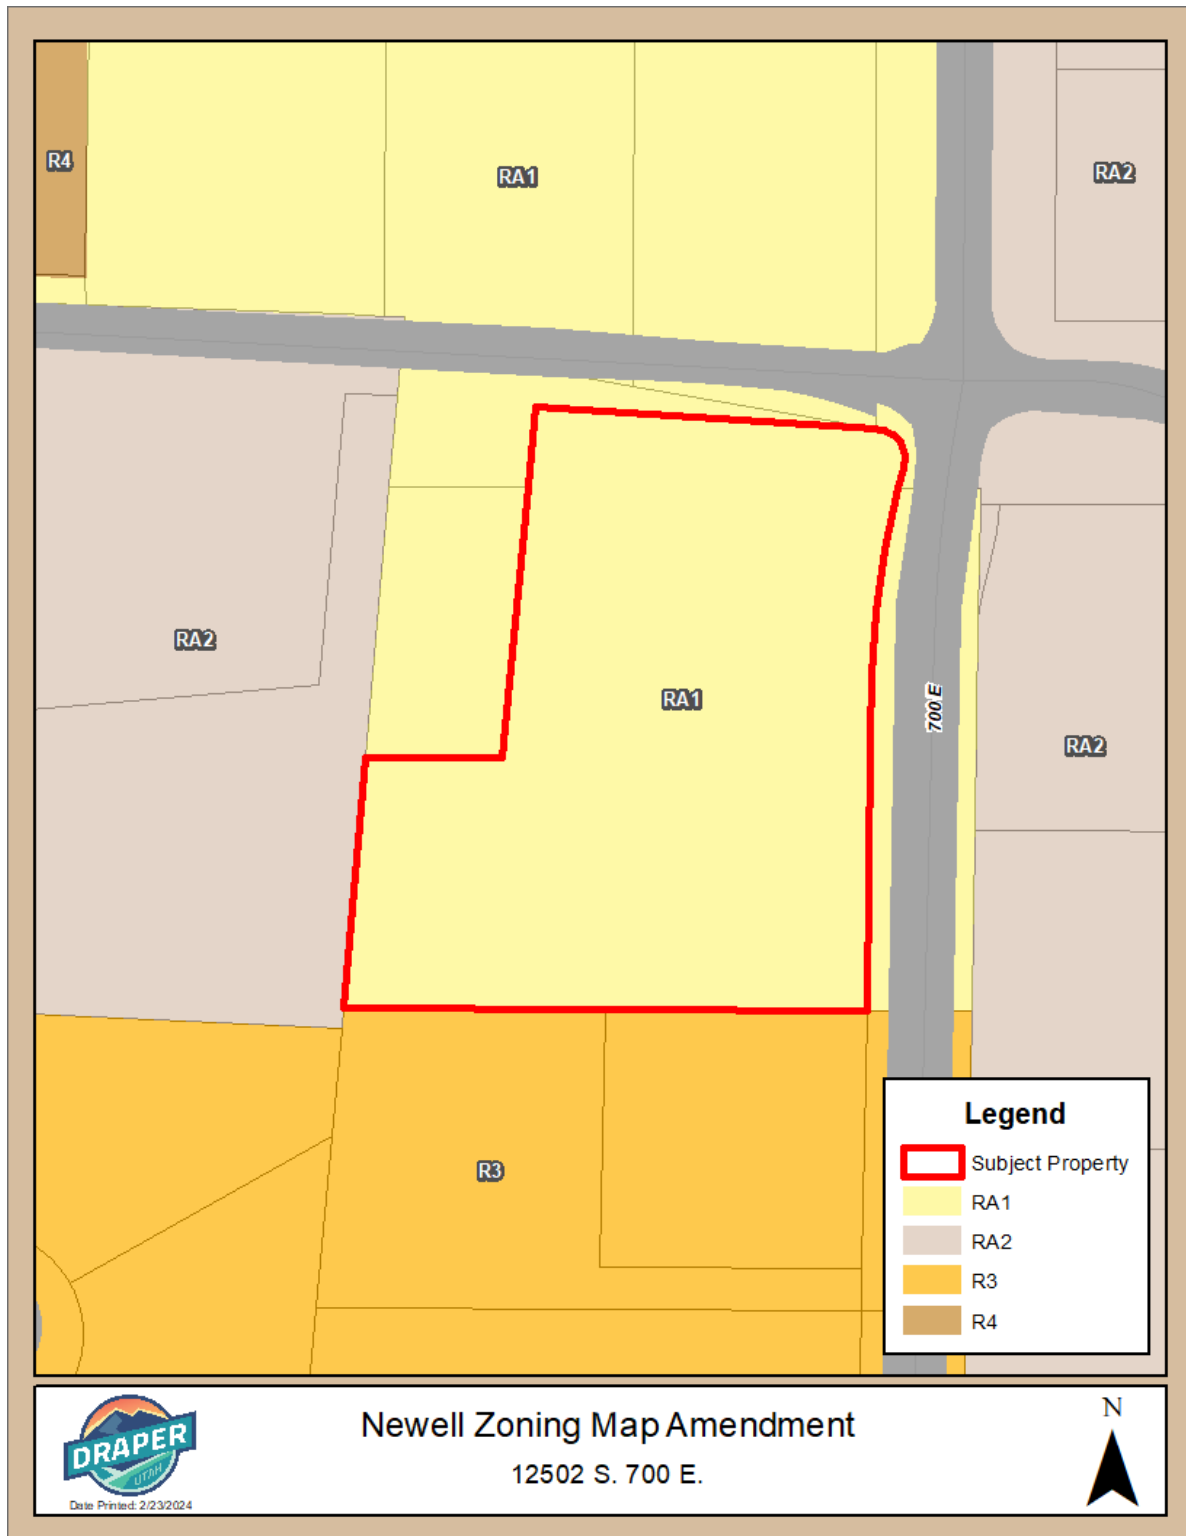 R4
RA1
RA2
RA2
RA1
700 E
RA2
R3
Legend
Subject Property
RA1
RA2
R3
R4
DRAPER
UTAH
Date Printed: 2/23/2024
Newell Zoning Map Amendment
12502 S. 700 E.
N